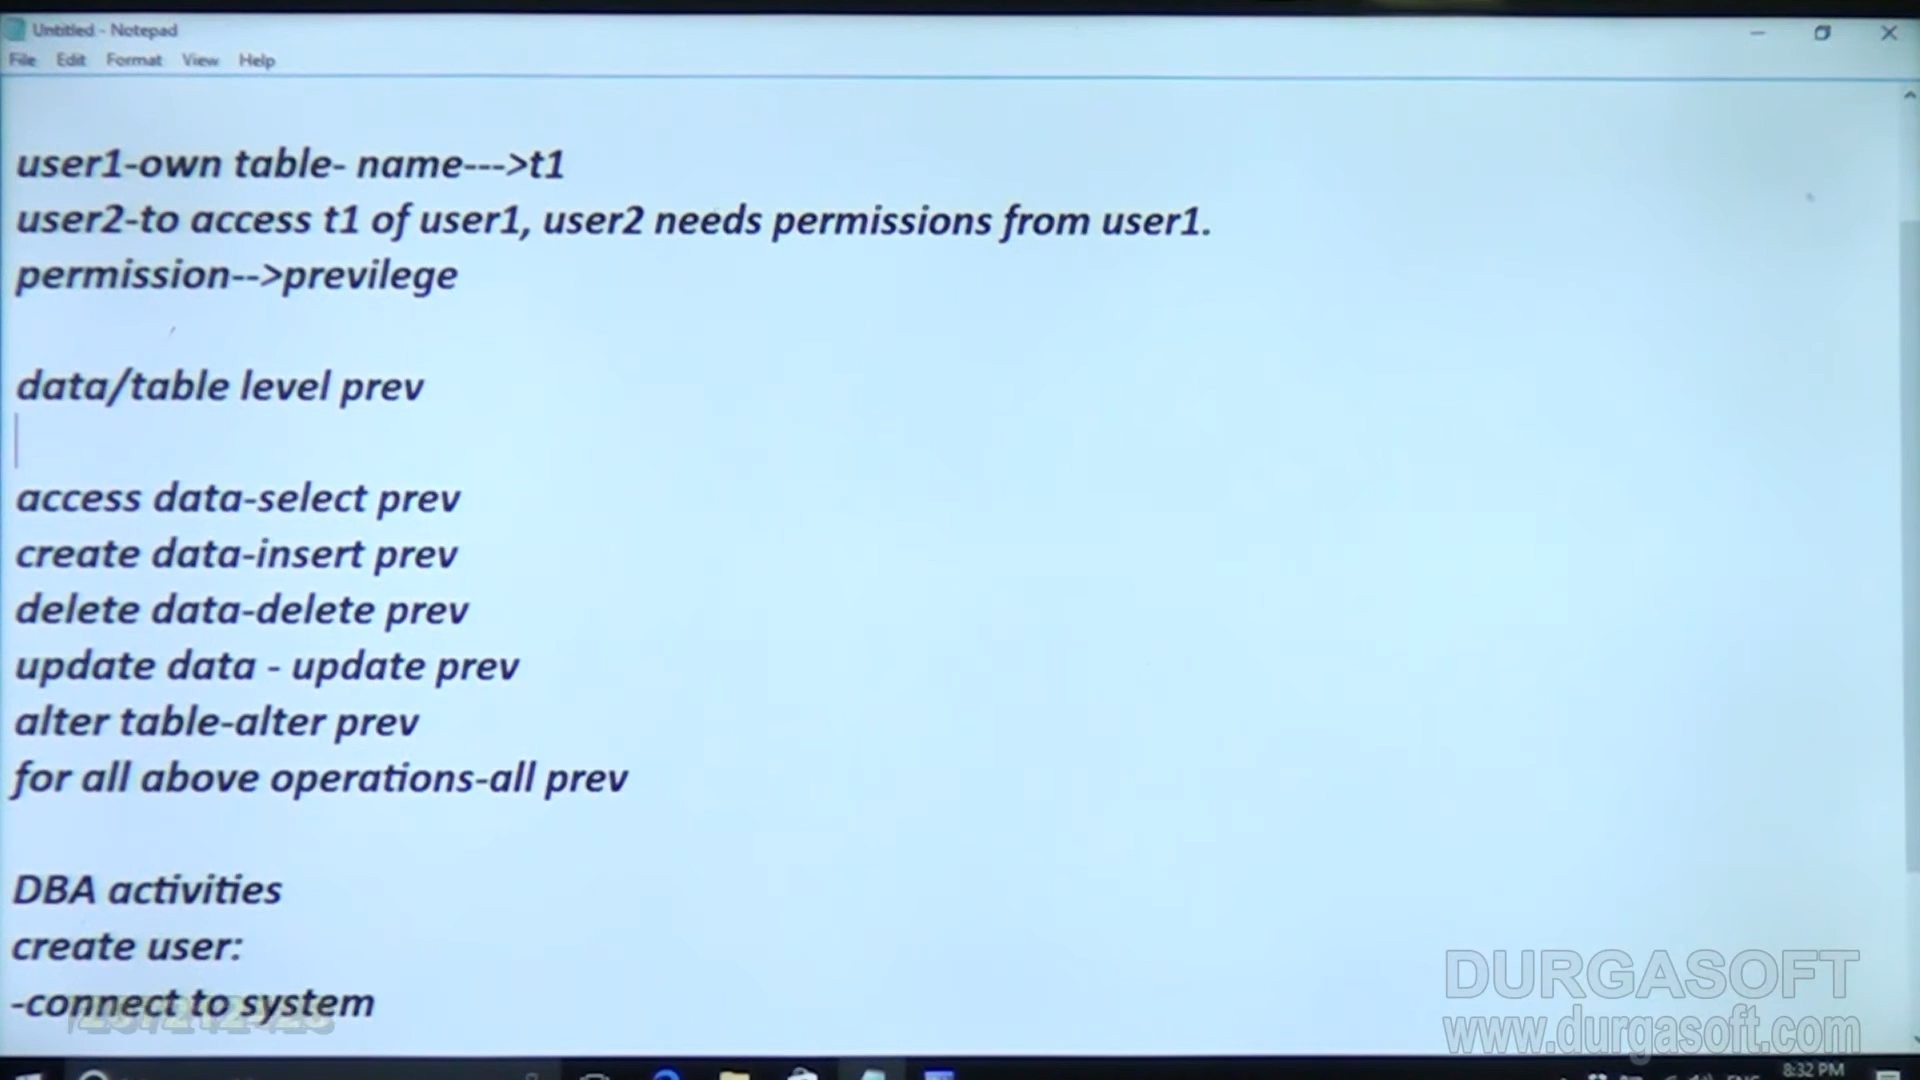 Untitled - Notepad
File Edit Format View Help
user1-own table- name--->t1
user2-to access t1 of user1, user2 needs permissions from user1.
permission-->previlege
data/table level prev
access data-select prev
create data-insert prev
delete data-delete prev
update data - update prev
alter table-alter prev
for all above operations-all prev
DBA activities
create user:
-connect to system
DURGASOFT
www.durgasoft.com
8:32 PM